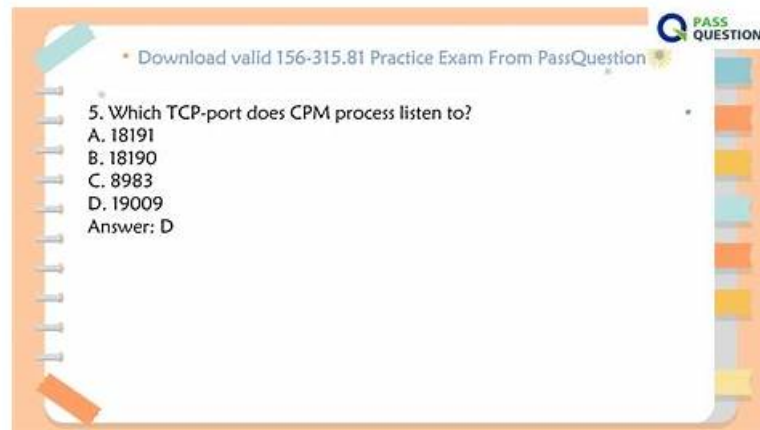 PASS
QUESTION
Download valid 156-315.81 Practice Exam From PassQuestion
5. Which TCP-port does CPM process listen to?
A. 18191
B. 18190
C. 8983
D. 19009
Answer: D